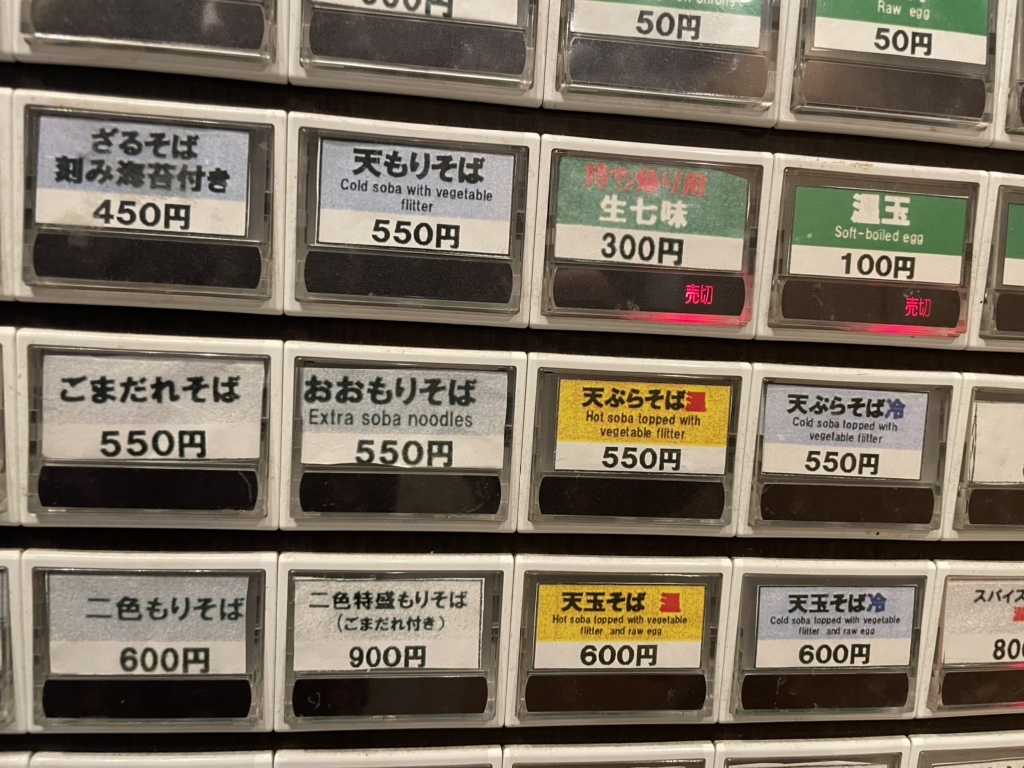 50円
Raw egg
50円
ざるそば
刻み海苔付き
450円
天もりそば
Cold soba with vegetable
flitter
550円
持ち帰り用
生七味
300円
売切
温玉
Soft-boiled egg
100円
売切
ごまだれそば
550円
おおもりそば
Extra soba noodles
550円
天ぷらそば温
Hot soba topped with
vegetable flitter
550円
天ぷらそば冷
Cold soba topped with
vegetable flitter
550円
二色もりそば
600円
二色特盛もりそば
(ごまだれ付き)
900円
天玉そば 温
Hot soba topped with vegetable
flitter and raw egg
600円
天玉そば冷
Cold soba topped with vegetable
flitter and raw egg
600円
スパイス